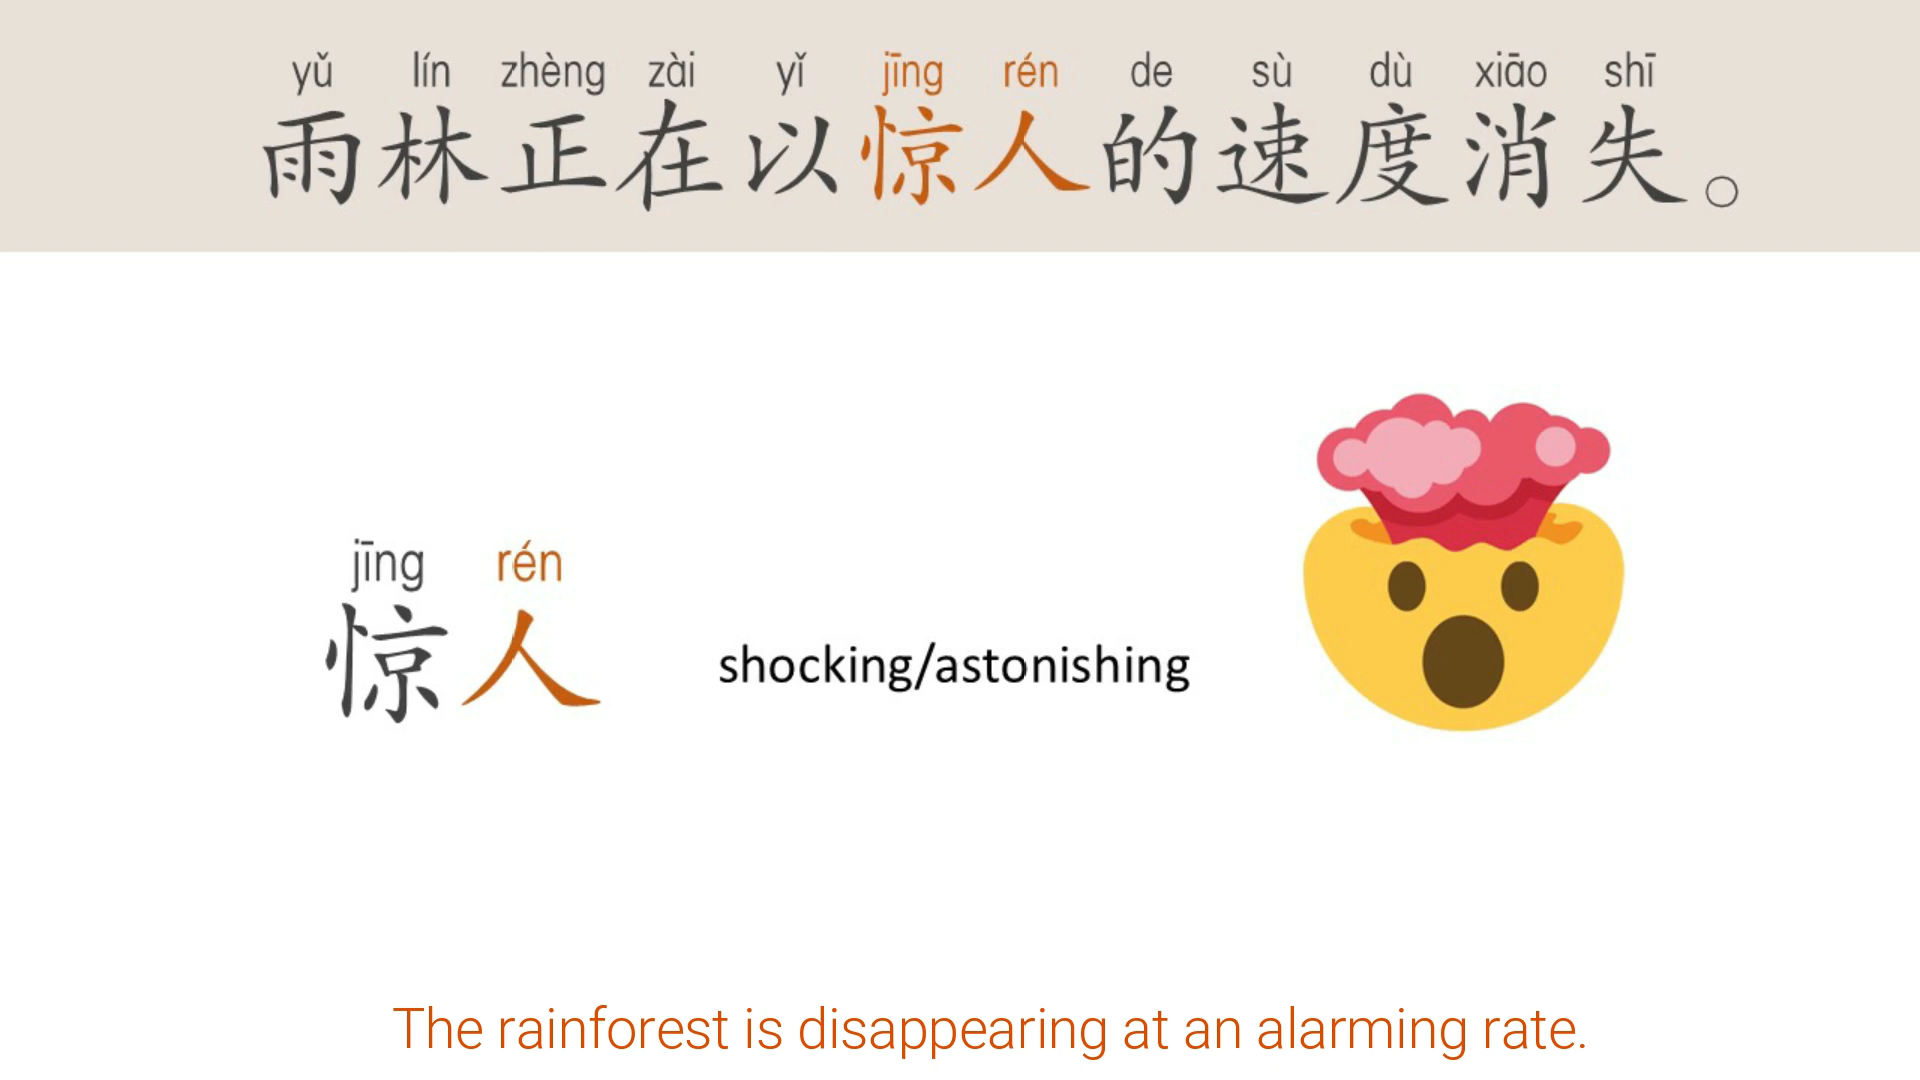 yǔ lín zhèng zài yǐ jīng rén de sù dù xiāo shī
雨林正在以惊人的速度消失。
jīng rén
惊人
shocking/astonishing
The rainforest is disappearing at an alarming rate.